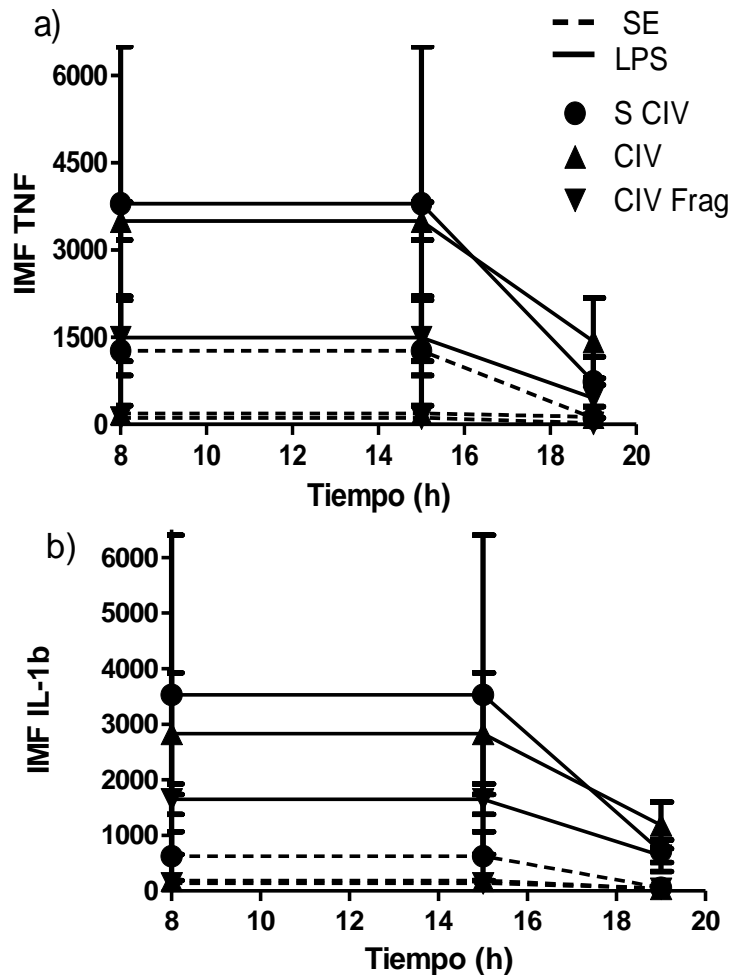 a)
SE
LPS
S CIV
CIV
CIV Frag
IMF TNF
6000
4500
3000
1500
0
8 10 12 14 16 18 20
Tiempo (h)
b)
IMF IL-1b
6000
5000
4000
3000
2000
1000
0
8 10 12 14 16 18 20
Tiempo (h)